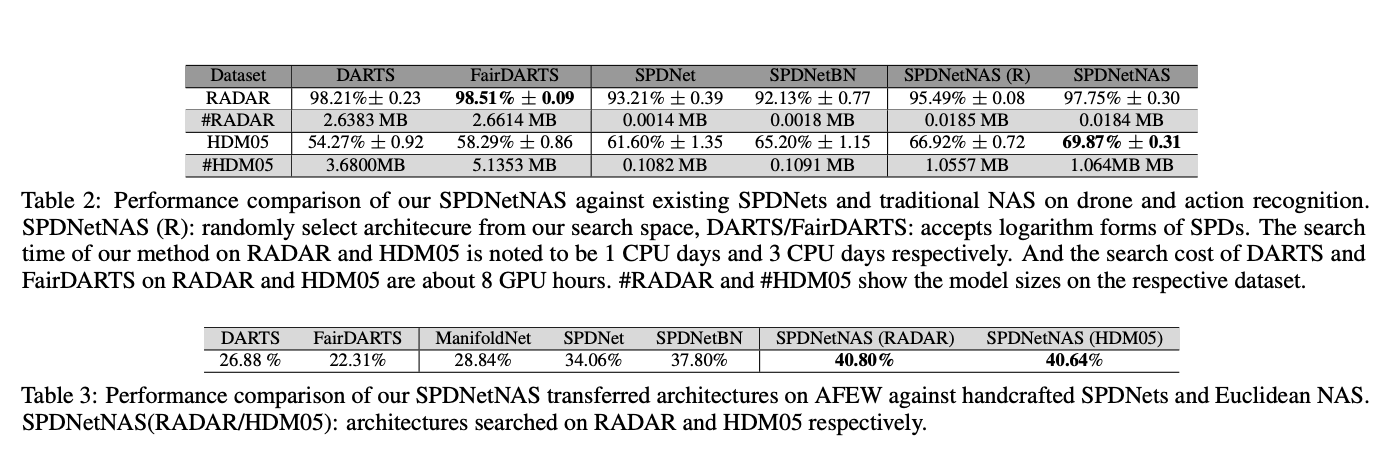 Dataset DARTS FairDARTS SPDNet SPDNetBN SPDNetNAS (R) SPDNetNAS
RADAR 98.21%± 0.23 98.51% ± 0.09 93.21% ± 0.39 92.13% ± 0.77 95.49% ± 0.08 97.75% ± 0.30
#RADAR 2.6383 MB 2.6614 MB 0.0014 MB 0.0018 MB 0.0185 MB 0.0184 MB
HDM05 54.27% ± 0.92 58.29% ± 0.86 61.60% ± 1.35 65.20% ± 1.15 66.92% ± 0.72 69.87% ± 0.31
#HDM05 3.6800MB 5.1353 MB 0.1082 MB 0.1091 MB 1.0557 MB 1.064MB MB
Table 2: Performance comparison of our SPDNetNAS against existing SPDNets and traditional NAS on drone and action recognition.
SPDNetNAS (R): randomly select architecure from our search space, DARTS/FairDARTS: accepts logarithm forms of SPDs. The search
time of our method on RADAR and HDM05 is noted to be 1 CPU days and 3 CPU days respectively. And the search cost of DARTS and
FairDARTS on RADAR and HDM05 are about 8 GPU hours. #RADAR and #HDM05 show the model sizes on the respective dataset.
DARTS FairDARTS ManifoldNet SPDNet SPDNetBN SPDNetNAS (RADAR) SPDNetNAS (HDM05)
26.88 % 22.31% 28.84% 34.06% 37.80% 40.80% 40.64%
Table 3: Performance comparison of our SPDNetNAS transferred architectures on AFEW against handcrafted SPDNets and Euclidean NAS.
SPDNetNAS(RADAR/HDM05): architectures searched on RADAR and HDM05 respectively.